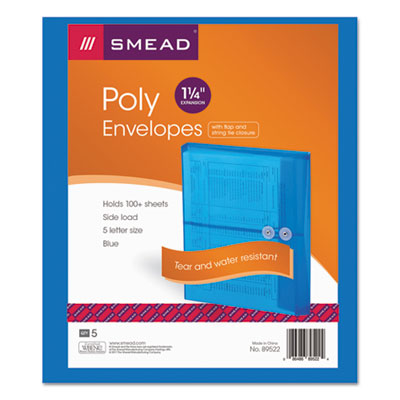 SMEAD
Poly
Envelopes
1¼"
EXPANSION
with flap and
string tie closure
Holds 100+ sheets
Side load
5 letter size
Blue
Tear and water resistant
QTY 5
www.smead.com
Made in China
No. 89522